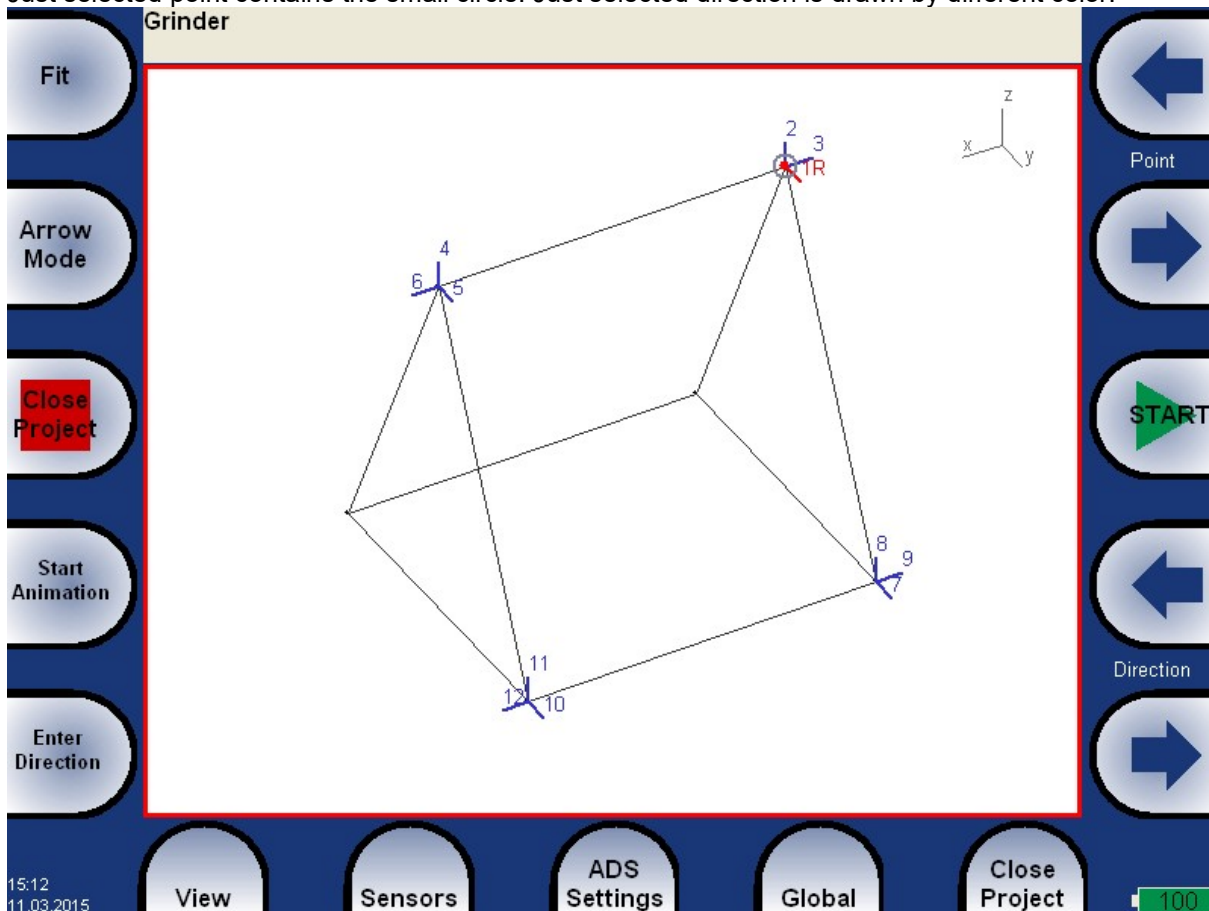 Just selected point contains the small circle. Just selected direction is drawn by different color.
Grinder
Fit
Arrow
Mode
Close
Project
Start
Animation
Enter
Direction
Point
START
Direction
z
x
y
2
3
1R
4
6
5
8
9
7
11
12
10
15:12
11.03.2015
View
Sensors
ADS
Settings
Global
Close
Project
100